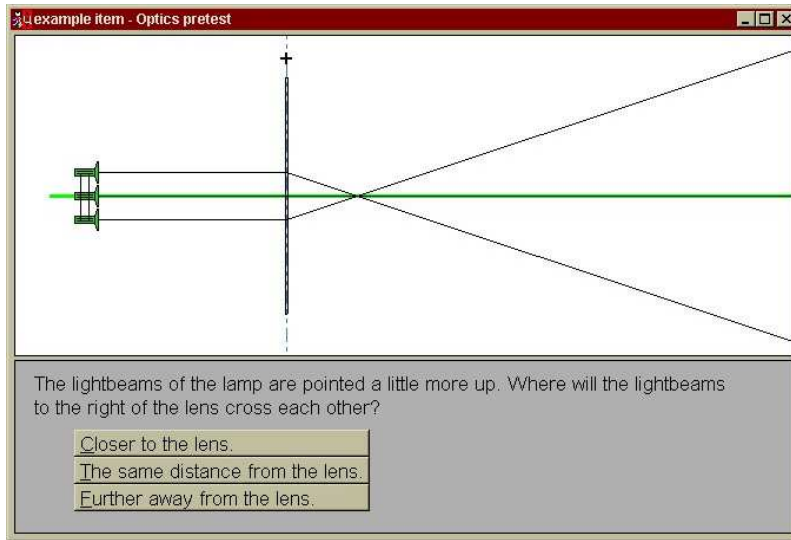 example item - Optics pretest
+
The lightbeams of the lamp are pointed a little more up. Where will the lightbeams
to the right of the lens cross each other?
Closer to the lens.
The same distance from the lens.
Further away from the lens.